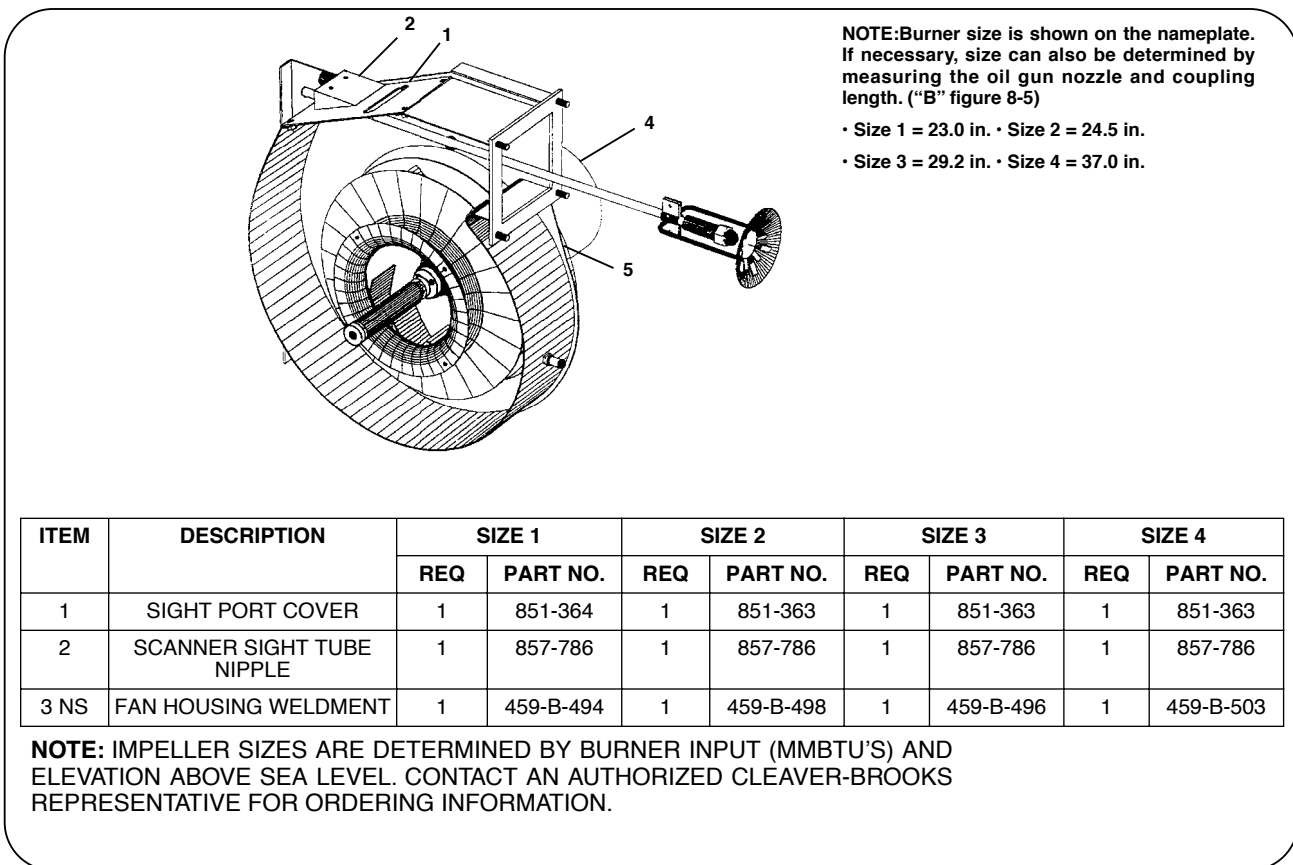 2
1
4
5
NOTE:Burner size is shown on the nameplate.
If necessary, size can also be determined by
measuring the oil gun nozzle and coupling
length. (“B” figure 8-5)
• Size 1 = 23.0 in. • Size 2 = 24.5 in.
• Size 3 = 29.2 in. • Size 4 = 37.0 in.
ITEM DESCRIPTION SIZE 1 SIZE 2 SIZE 3 SIZE 4
REQ PART NO. REQ PART NO. REQ PART NO. REQ PART NO.
1 SIGHT PORT COVER 1 851-364 1 851-363 1 851-363 1 851-363
2 SCANNER SIGHT TUBE 1 857-786 1 857-786 1 857-786 1 857-786
NIPPLE
3 NS FAN HOUSING WELDMENT 1 459-B-494 1 459-B-498 1 459-B-496 1 459-B-503
NOTE: IMPELLER SIZES ARE DETERMINED BY BURNER INPUT (MMBTU'S) AND
ELEVATION ABOVE SEA LEVEL. CONTACT AN AUTHORIZED CLEAVER-BROOKS
REPRESENTATIVE FOR ORDERING INFORMATION.